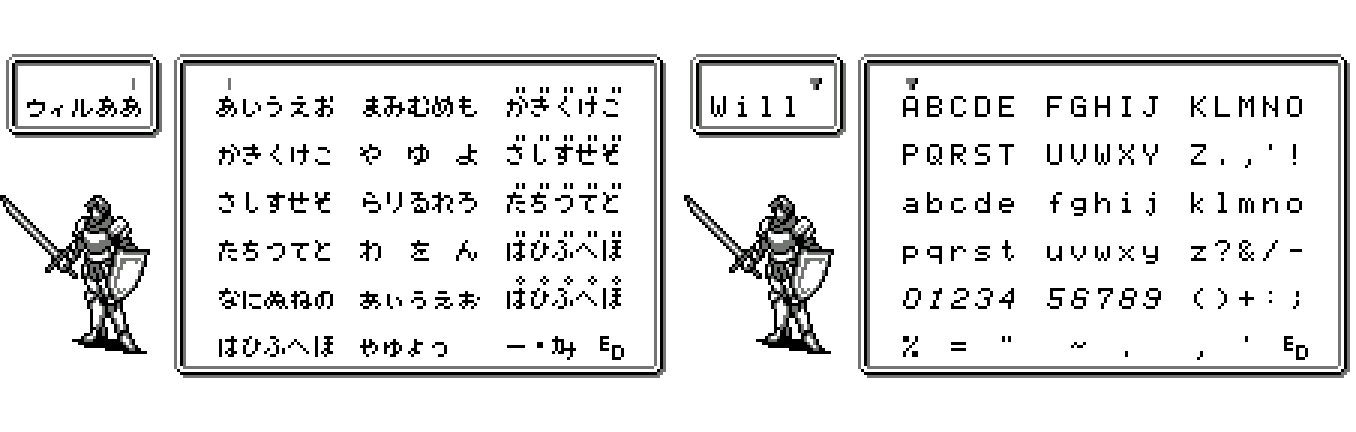 ウィルああ
あいうえお まみむめも がぎぐげご
かきくけこ や ゆ よ ざじずぜぞ
さしすせそ らりるれろ だぢづでど
たちつてと わ を ん ばびぶべぼ
なにぬねの ぁぃぅぇぉ ぱぴぷぺぽ
はひふへほ ゃゅょっ ー・カナ ED
Will
ABCDE FGHIJ KLMNO
PQRST UVWXY Z.,'!
abcde fghij klmno
pqrst uvwxy z?&/-
01234 56789 ()+:;
% = " ~ . , ' ED